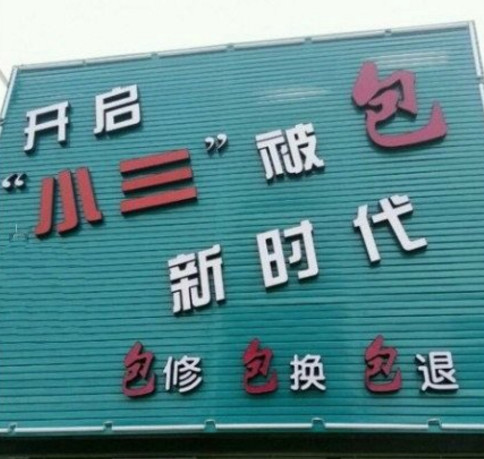 开启
“小三”被包
新时代
包修 包换 包退